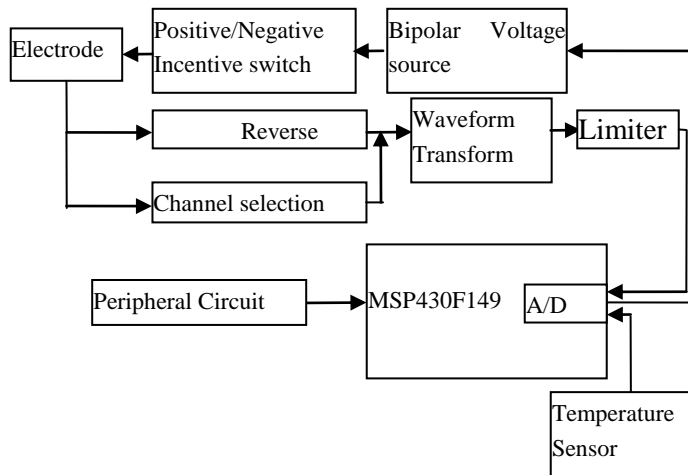 Electrode
Positive/Negative
Incentive switch
Bipolar Voltage
source
Reverse
Waveform
Transform
Limiter
Channel selection
Peripheral Circuit
MSP430F149
A/D
Temperature
Sensor